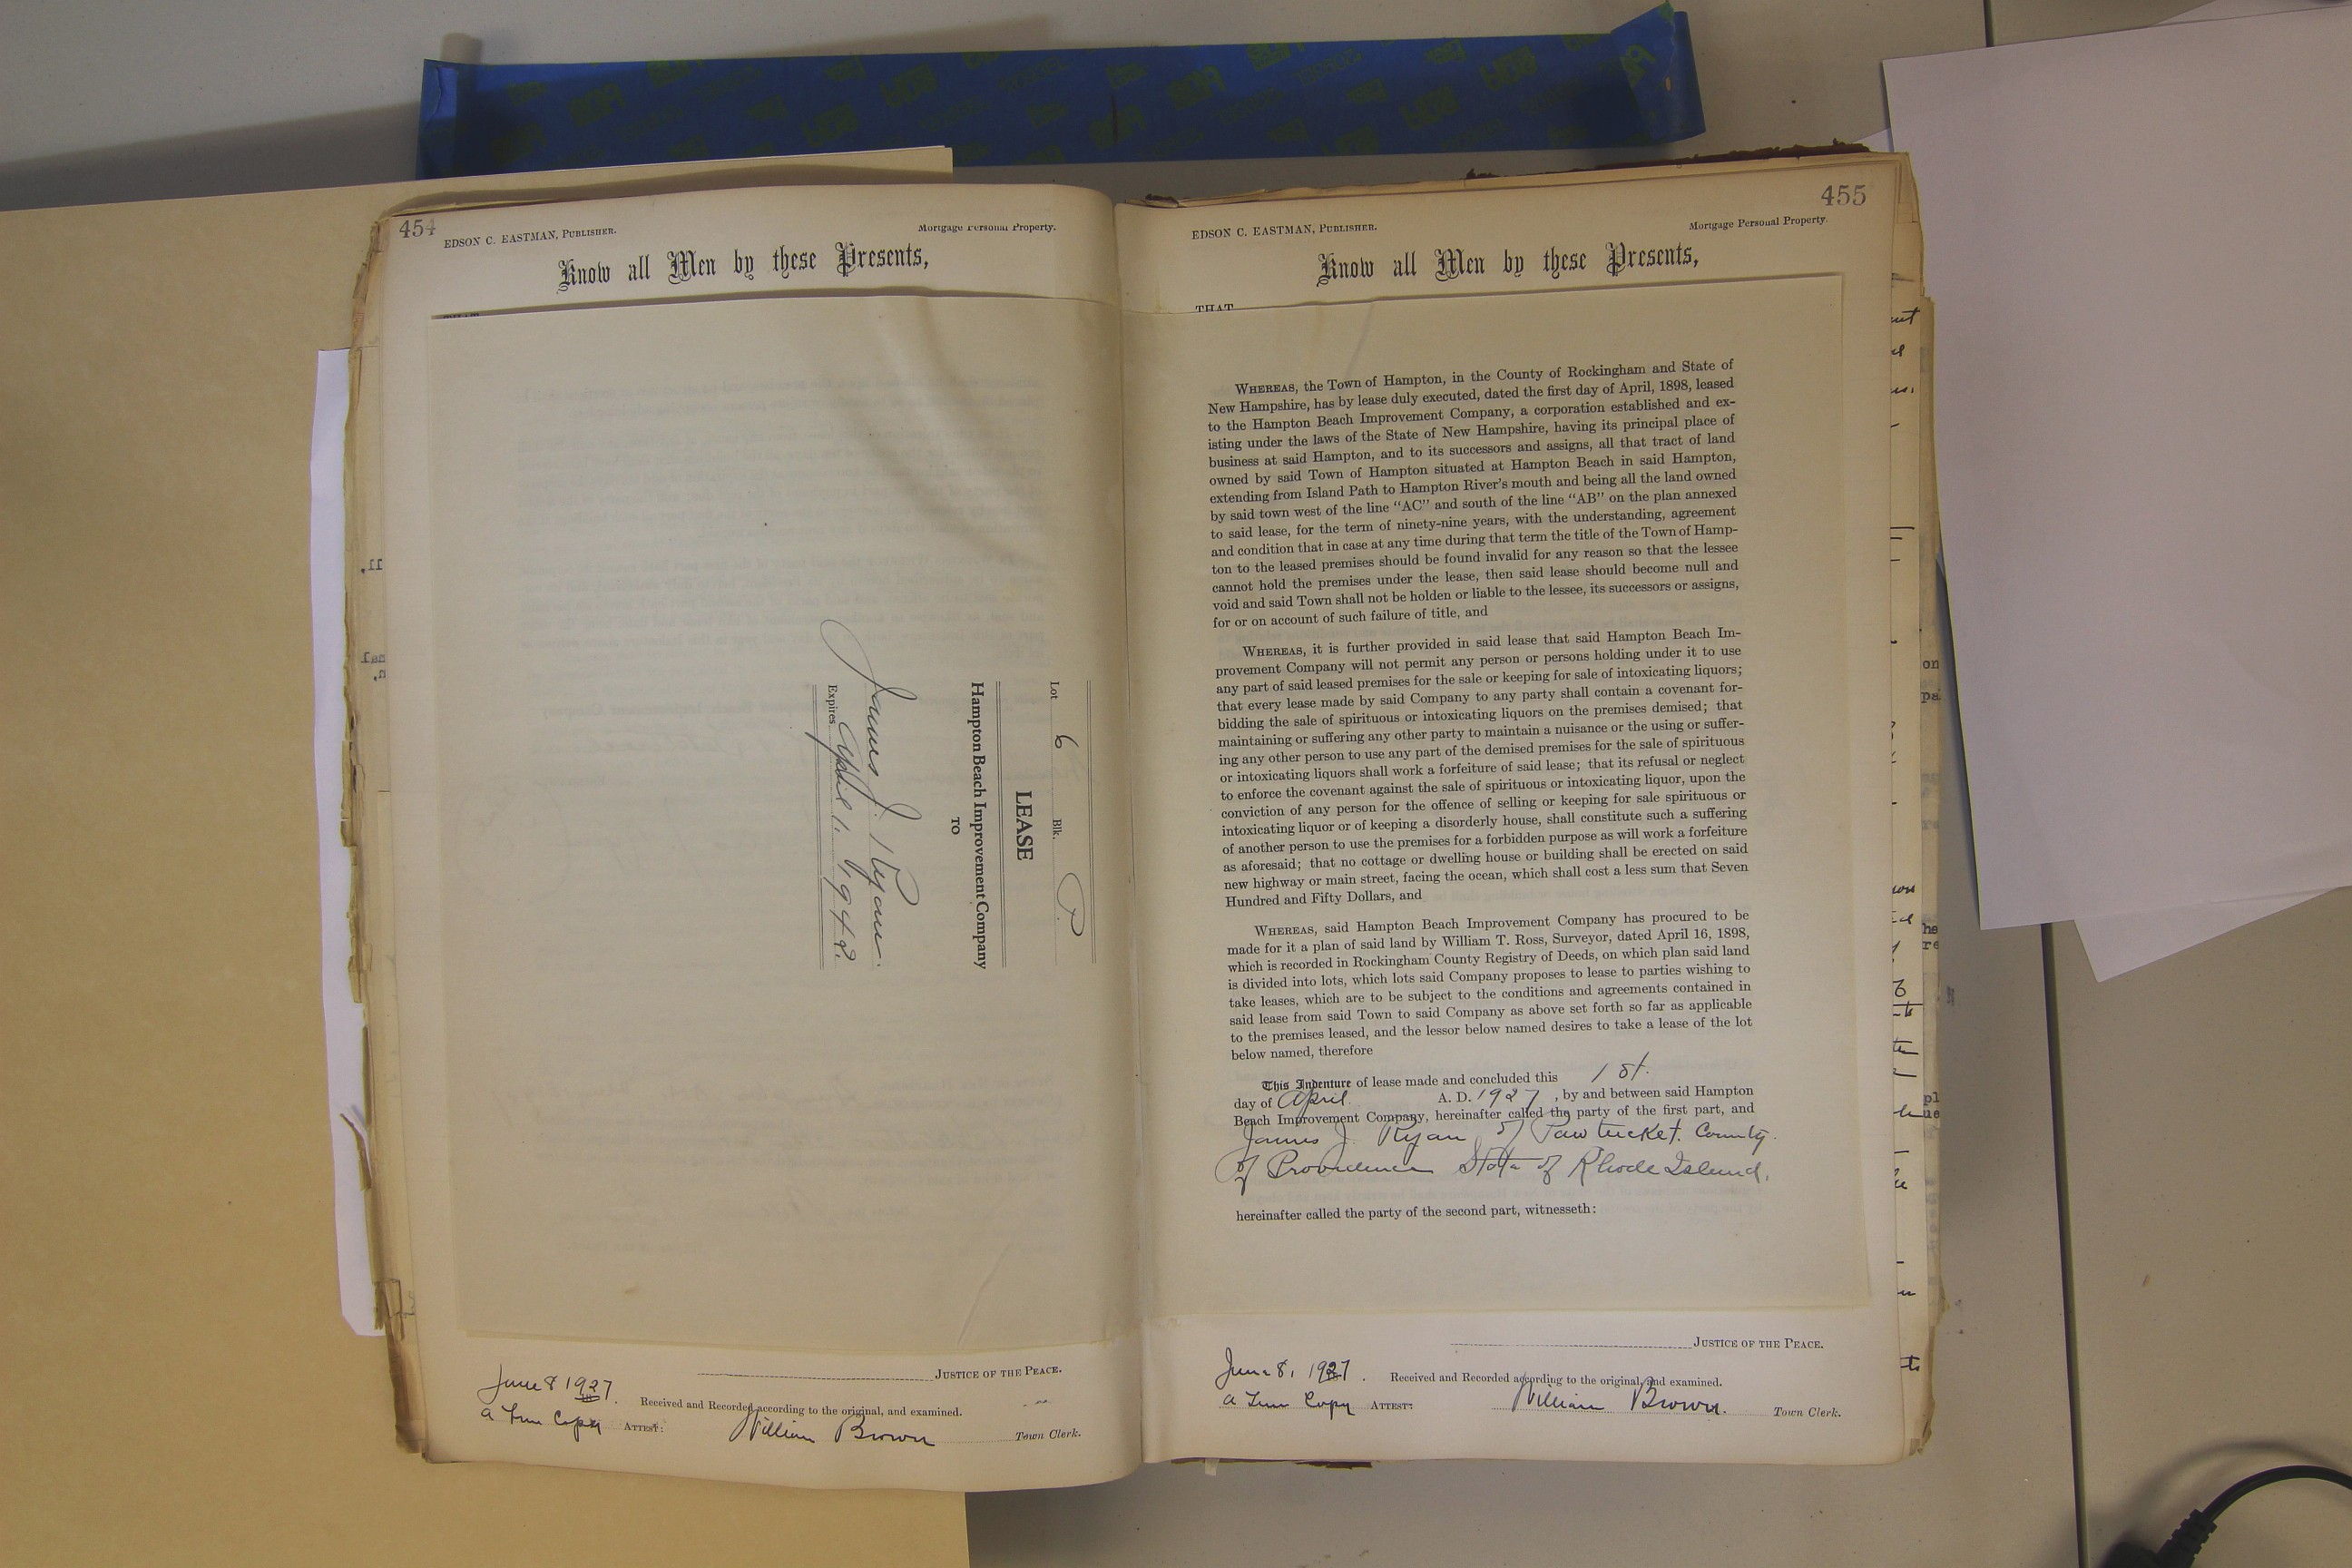 454
EDSON C. EASTMAN, PUBLISHER.
Mortgage Personal Property.
Know all Men by these Presents,
THAT
Lot 6 Blk. P.
LEASE
Hampton Beach Improvement Company
TO
James J. Ryan.
Expires April 1. 1942.
JUSTICE OF THE PEACE.
June 8 1927.
Received and Recorded according to the original, and examined.
a True Copy ATTEST: William Brown Town Clerk.
455
EDSON C. EASTMAN, PUBLISHER.
Mortgage Personal Property.
Know all Men by these Presents,
THAT
WHEREAS, the Town of Hampton, in the County of Rockingham and State of
New Hampshire, has by lease duly executed, dated the first day of April, 1898, leased
to the Hampton Beach Improvement Company, a corporation established and ex-
isting under the laws of the State of New Hampshire, having its principal place of
business at said Hampton, and to its successors and assigns, all that tract of land
owned by said Town of Hampton situated at Hampton Beach in said Hampton,
extending from Island Path to Hampton River's mouth and being all the land owned
by said town west of the line "AC" and south of the line "AB" on the plan annexed
to said lease, for the term of ninety-nine years, with the understanding, agreement
and condition that in case at any time during that term the title of the Town of Hamp-
ton to the leased premises should be found invalid for any reason so that the lessee
cannot hold the premises under the lease, then said lease should become null and
void and said Town shall not be holden or liable to the lessee, its successors or assigns,
for or on account of such failure of title, and
WHEREAS, it is further provided in said lease that said Hampton Beach Im-
provement Company will not permit any person or persons holding under it to use
any part of said leased premises for the sale or keeping for sale of intoxicating liquors;
that every lease made by said Company to any party shall contain a covenant for-
bidding the sale of spirituous or intoxicating liquors on the premises demised; that
maintaining or suffering any other party to maintain a nuisance or the using or suffer-
ing any other person to use any part of the demised premises for the sale of spirituous
or intoxicating liquors shall work a forfeiture of said lease; that its refusal or neglect
to enforce the covenant against the sale of spirituous or intoxicating liquor, upon the
conviction of any person for the offence of selling or keeping for sale spirituous or
intoxicating liquor or of keeping a disorderly house, shall constitute such a suffering
of another person to use the premises for a forbidden purpose as will work a forfeiture
as aforesaid; that no cottage or dwelling house or building shall be erected on said
new highway or main street, facing the ocean, which shall cost a less sum that Seven
Hundred and Fifty Dollars, and
WHEREAS, said Hampton Beach Improvement Company has procured to be
made for it a plan of said land by William T. Ross, Surveyor, dated April 16, 1898,
which is recorded in Rockingham County Registry of Deeds, on which plan said land
is divided into lots, which lots said Company proposes to lease to parties wishing to
take leases, which are to be subject to the conditions and agreements contained in
said lease from said Town to said Company as above set forth so far as applicable
to the premises leased, and the lessor below named desires to take a lease of the lot
below named, therefore
This Indenture of lease made and concluded this 1st.
day of April A. D. 1927, by and between said Hampton
Beach Improvement Company, hereinafter called the party of the first part, and
James J. Ryan of Pawtucket. County.
of Providence State of Rhode Island.
hereinafter called the party of the second part, witnesseth:
JUSTICE OF THE PEACE.
June 8, 1927.
Received and Recorded according to the original, and examined.
a True Copy ATTEST: William Brown. Town Clerk.